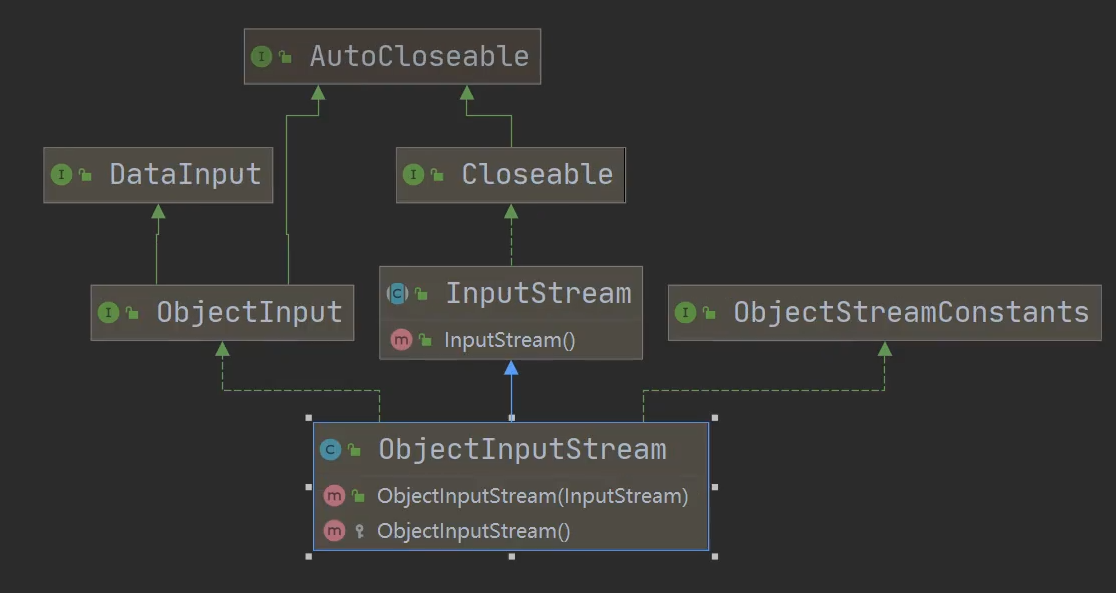 AutoCloseable
DataInput
Closeable
ObjectInput
InputStream
InputStream()
ObjectStreamConstants
ObjectInputStream
ObjectInputStream(InputStream)
ObjectInputStream()